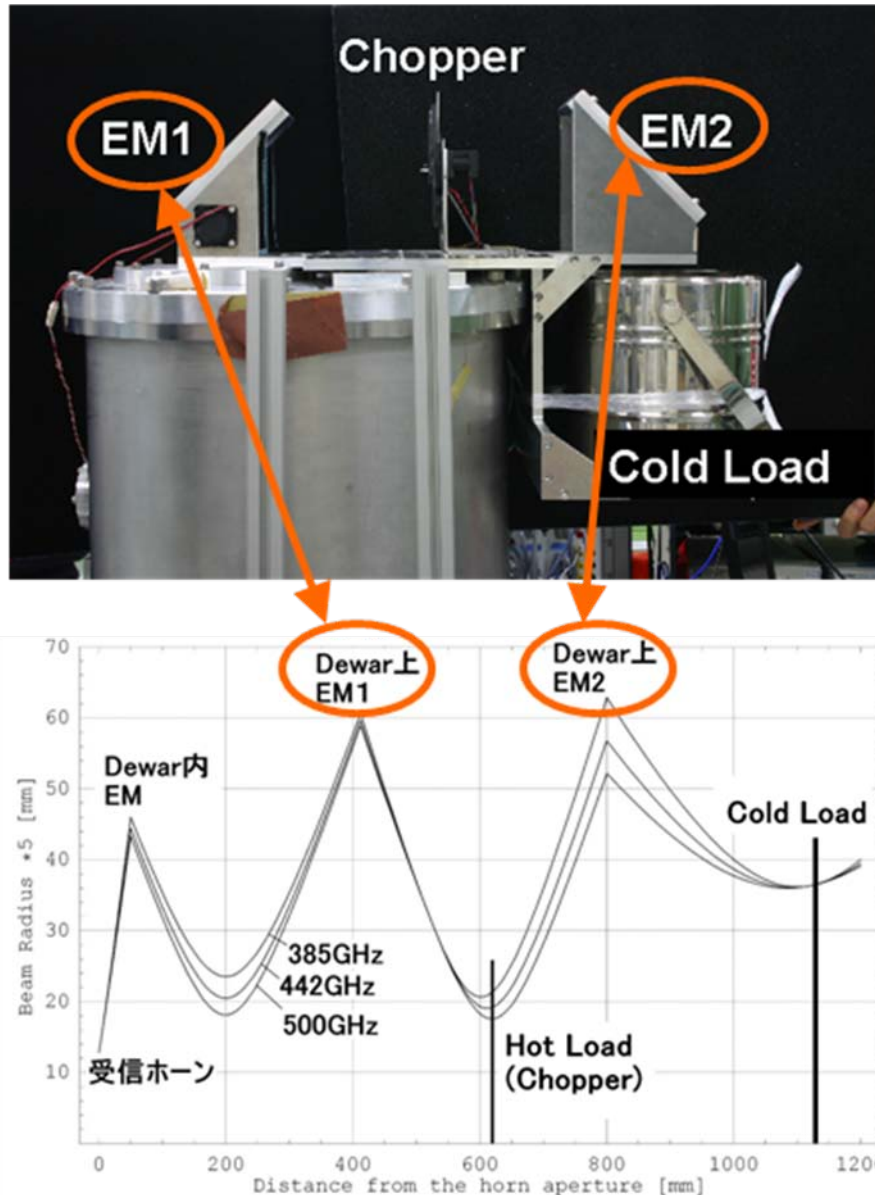 Chopper
EM1
EM2
Cold Load
70
60
50
40
30
20
10
Beam Radius *5 [mm]
Dewar内
EM
Dewar上
EM1
Dewar上
EM2
Cold Load
385GHz
442GHz
500GHz
受信ホーン
Hot Load
(Chopper)
0
200
400
600
800
1000
120
Distance from the horn aperture [mm]